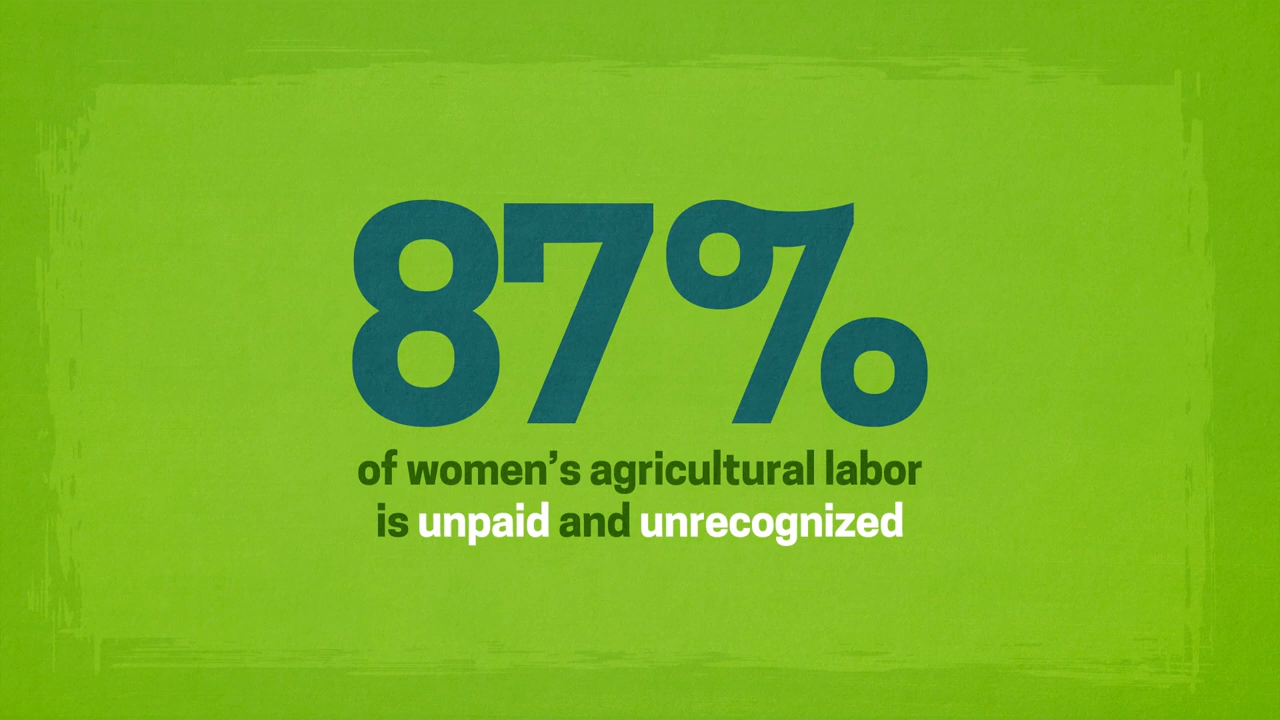 87%
of women’s agricultural labor
is unpaid and unrecognized